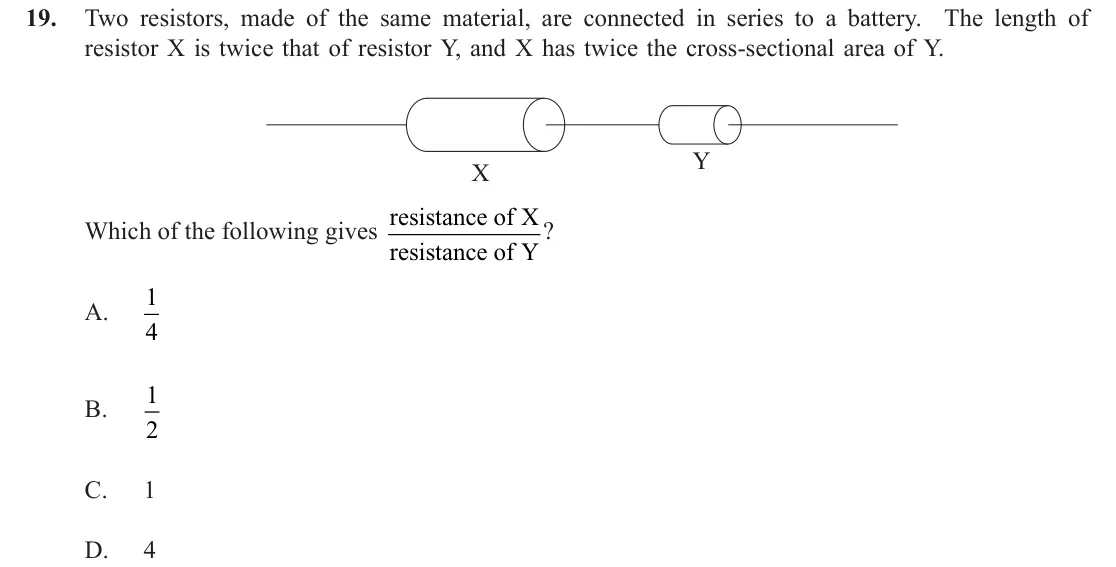 19. Two resistors, made of the same material, are connected in series to a battery. The length of
resistor X is twice that of resistor Y, and X has twice the cross-sectional area of Y.
X
Y
Which of the following gives resistance of X / resistance of Y?
A. 1/4
B. 1/2
C. 1
D. 4